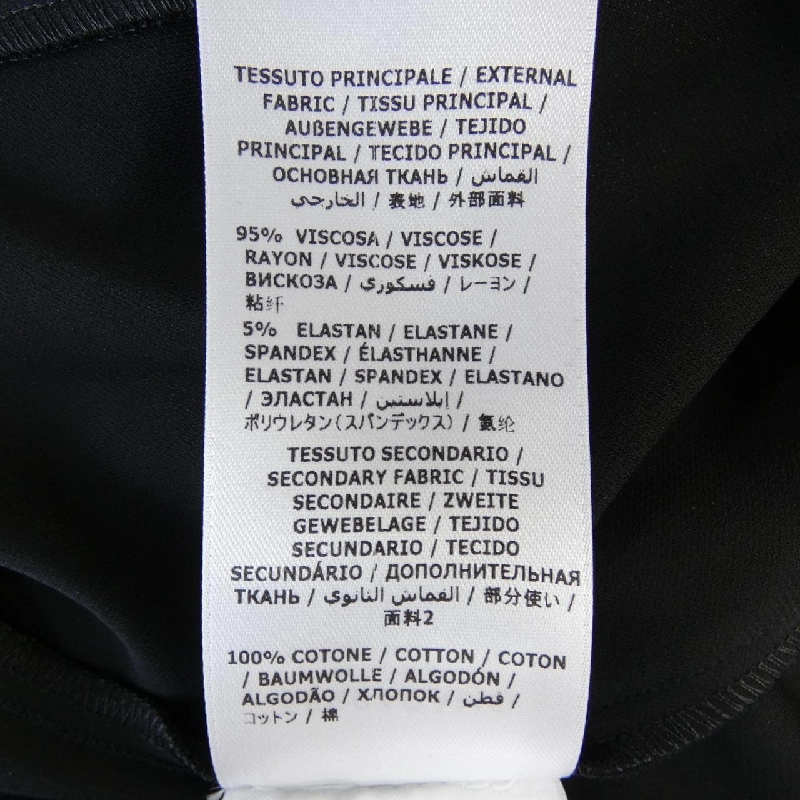 TESSUTO PRINCIPALE / EXTERNAL
FABRIC / TISSU PRINCIPAL /
AUßENGEWEBE / TEJIDO
PRINCIPAL / TECIDO PRINCIPAL /
ОСНОВНАЯ ТКАНЬ / القماش
الخارجي / 表地 / 外部面料
95% VISCOSA / VISCOSE /
RAYON / VISCOSE / VISKOSE /
ВИСКОЗА / فسكوري / レーヨン /
粘纤
5% ELASTAN / ELASTANE /
SPANDEX / ÉLASTHANNE /
ELASTAN / SPANDEX / ELASTANO
/ ЭЛАСТАН / إيلاستين /
ポリウレタン(スパンデックス) / 氨纶
TESSUTO SECONDARIO /
SECONDARY FABRIC / TISSU
SECONDAIRE / ZWEITE
GEWEBELAGE / TEJIDO
SECUNDARIO / TECIDO
SECUNDÁRIO / ДОПОЛНИТЕЛЬНАЯ
ТКАНЬ / القماش الثانوي / 部分使い /
面料2
100% COTONE / COTTON / COTON
/ BAUMWOLLE / ALGODÓN /
ALGODÃO / ХЛОПОК / قطن /
コットン / 棉